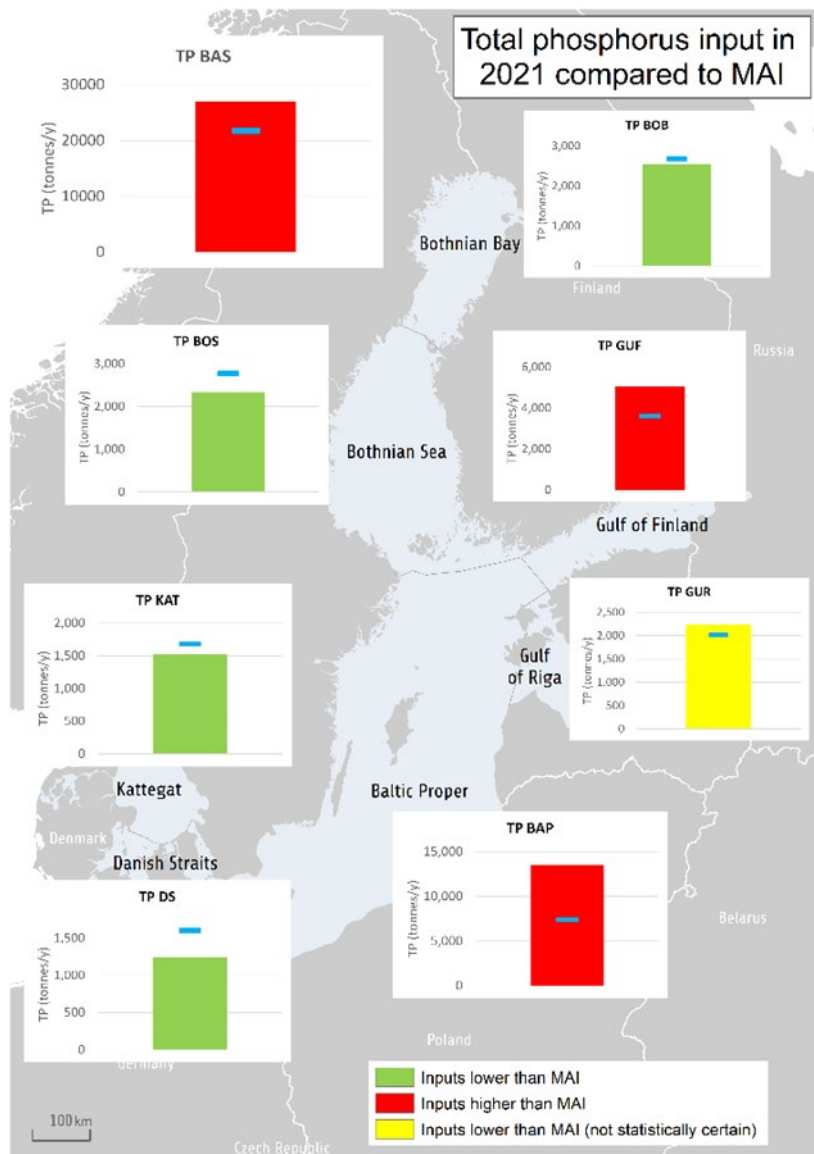 Total phosphorus input in
2021 compared to MAI
TP BAS
TP (tonnes/y)
30000
20000
10000
0
TP BOB
TP (tonnes/y)
3,000
2,000
1,000
0
Bothnian Bay
Finland
Russia
TP BOS
TP (tonnes/y)
3,000
2,000
1,000
0
TP GUF
TP (tonnes/y)
6,000
4,000
2,000
0
Bothnian Sea
Gulf of Finland
TP KAT
TP (tonnes/y)
2,000
1,500
1,000
500
0
TP GUR
TP (tonnes/y)
2,500
2,000
1,500
1,000
500
0
Gulf
of Riga
Kattegat
Baltic Proper
Denmark
Danish Straits
TP BAP
TP (tonnes/y)
15,000
10,000
5,000
0
TP DS
TP (tonnes/y)
1,500
1,000
500
0
Belarus
Poland
Germany
Inputs lower than MAI
Inputs higher than MAI
Inputs lower than MAI (not statistically certain)
100 km
Czech Republic